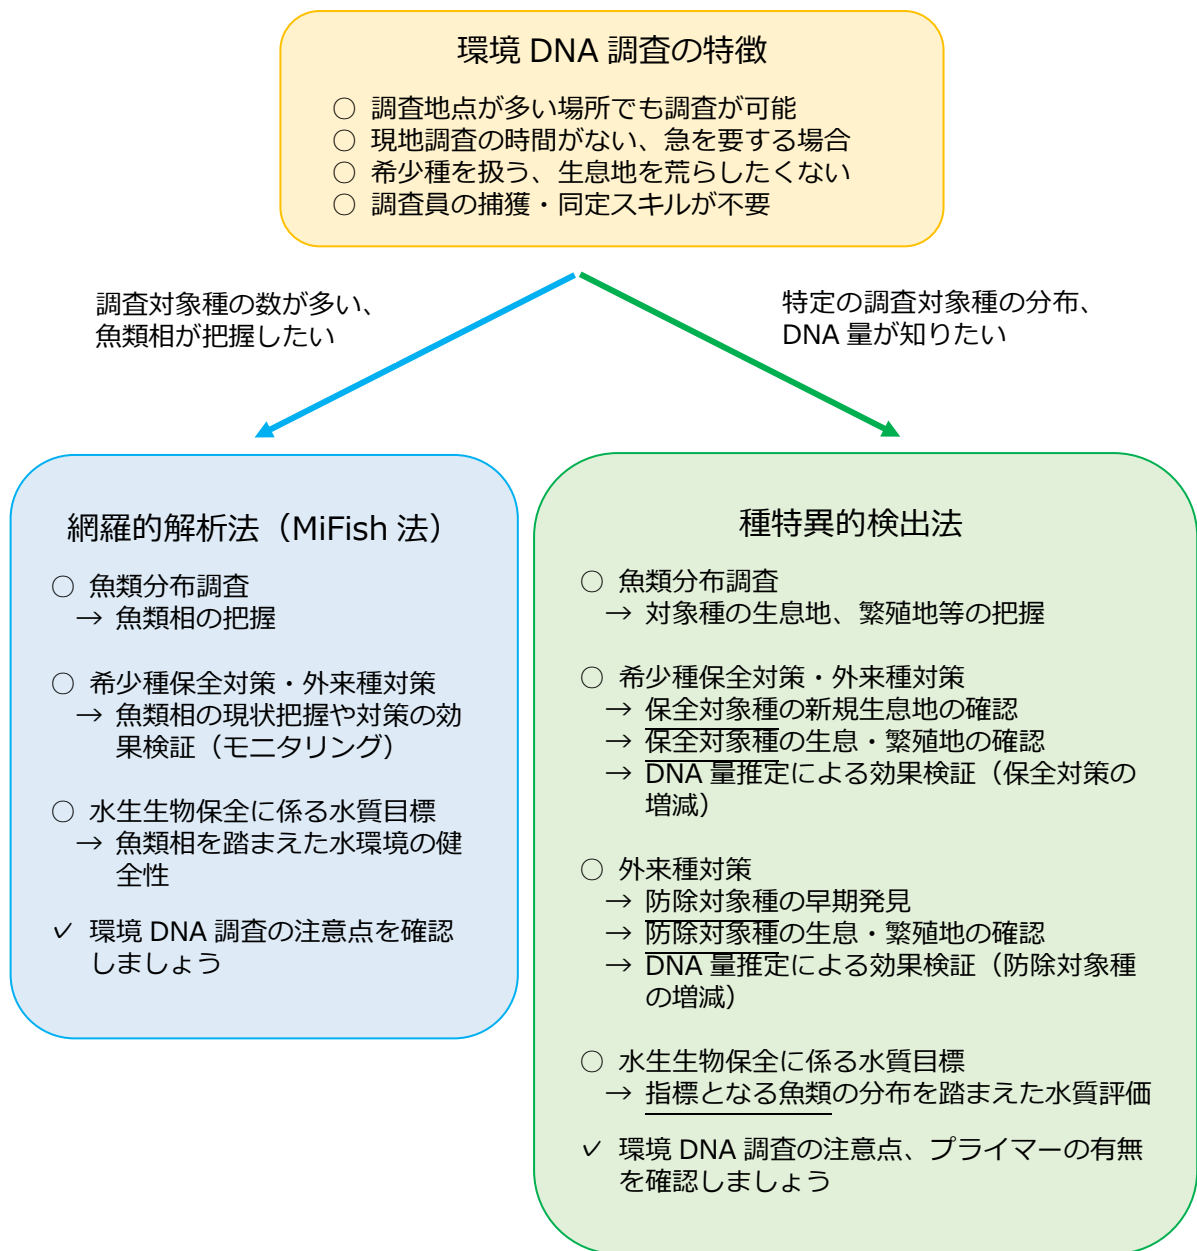 環境 DNA 調査の特徴
○ 調査地点が多い場所でも調査が可能
○ 現地調査の時間がない、急を要する場合
○ 希少種を扱う、生息地を荒らしたくない
○ 調査員の捕獲・同定スキルが不要
調査対象種の数が多い、
魚類相が把握したい
特定の調査対象種の分布、
DNA 量が知りたい
網羅的解析法（MiFish 法）
○ 魚類分布調査
→ 魚類相の把握
○ 希少種保全対策・外来種対策
→ 魚類相の現状把握や対策の効
果検証（モニタリング）
○ 水生生物保全に係る水質目標
→ 魚類相を踏まえた水環境の健
全性
✓ 環境 DNA 調査の注意点を確認
しましょう
種特異的検出法
○ 魚類分布調査
→ 対象種の生息地、繁殖地等の把握
○ 希少種保全対策・外来種対策
→ 保全対象種の新規生息地の確認
→ 保全対象種の生息・繁殖地の確認
→ DNA 量推定による効果検証（保全対策の
増減）
○ 外来種対策
→ 防除対象種の早期発見
→ 防除対象種の生息・繁殖地の確認
→ DNA 量推定による効果検証（防除対象種
の増減）
○ 水生生物保全に係る水質目標
→ 指標となる魚類の分布を踏まえた水質評価
✓ 環境 DNA 調査の注意点、プライマーの有無
を確認しましょう